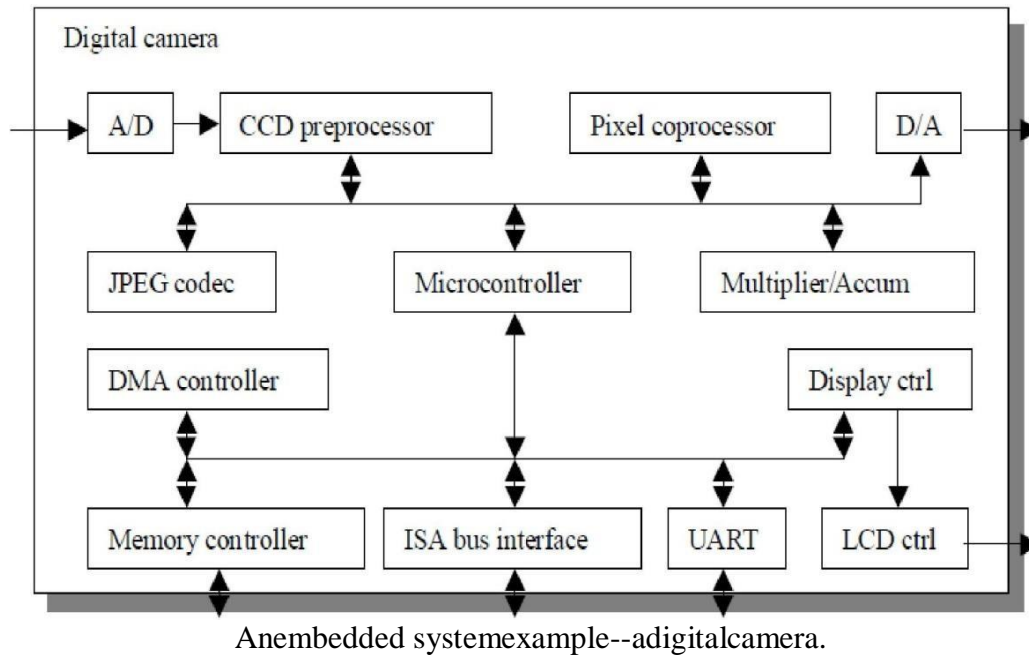 Digital camera
A/D
CCD preprocessor
Pixel coprocessor
D/A
JPEG codec
Microcontroller
Multiplier/Accum
DMA controller
Display ctrl
Memory controller
ISA bus interface
UART
LCD ctrl
Anembedded systemexample--adigitalcamera.